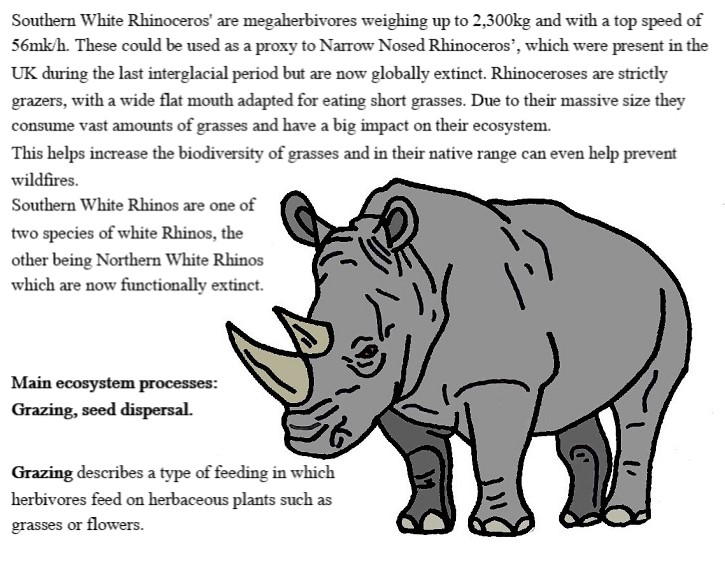 Southern White Rhinoceros' are megaherbivores weighing up to 2,300kg and with a top speed of
56mk/h. These could be used as a proxy to Narrow Nosed Rhinoceros’, which were present in the
UK during the last interglacial period but are now globally extinct. Rhinoceroses are strictly
grazers, with a wide flat mouth adapted for eating short grasses. Due to their massive size they
consume vast amounts of grasses and have a big impact on their ecosystem.
This helps increase the biodiversity of grasses and in their native range can even help prevent
wildfires.
Southern White Rhinos are one of
two species of white Rhinos, the
other being Northern White Rhinos
which are now functionally extinct.
Main ecosystem processes:
Grazing, seed dispersal.
Grazing describes a type of feeding in which
herbivores feed on herbaceous plants such as
grasses or flowers.